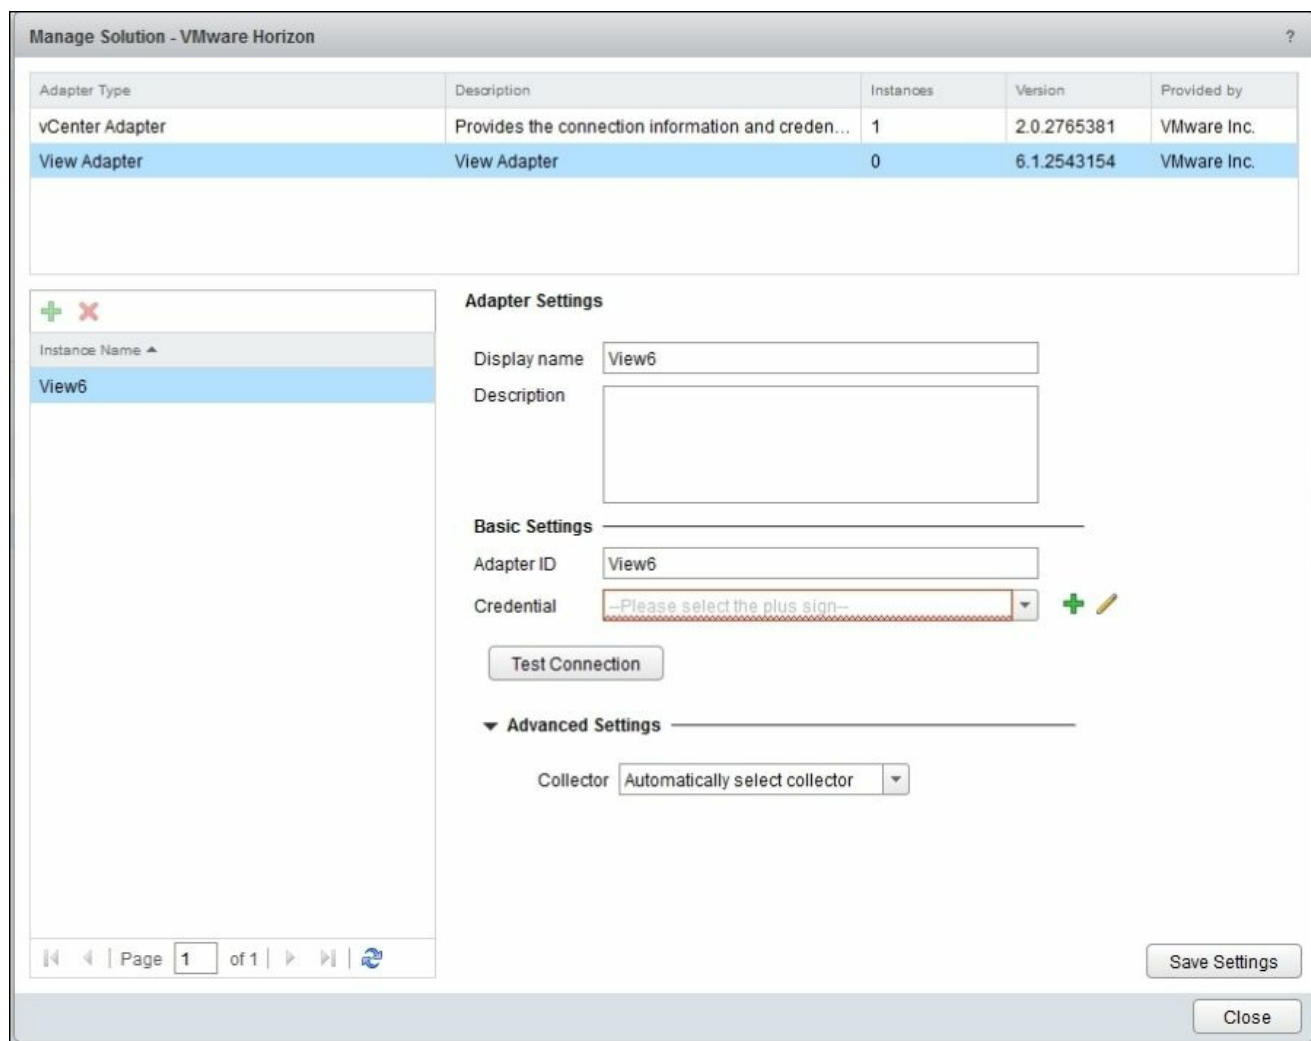 Manage Solution - VMware Horizon ?
Adapter Type Description Instances Version Provided by
vCenter Adapter Provides the connection information and creden... 1 2.0.2765381 VMware Inc.
View Adapter View Adapter 0 6.1.2543154 VMware Inc.
Instance Name
View6
Page 1 of 1
Adapter Settings
Display name View6
Description
Basic Settings
Adapter ID View6
Credential --Please select the plus sign--
Test Connection
Advanced Settings
Collector Automatically select collector
Save Settings
Close